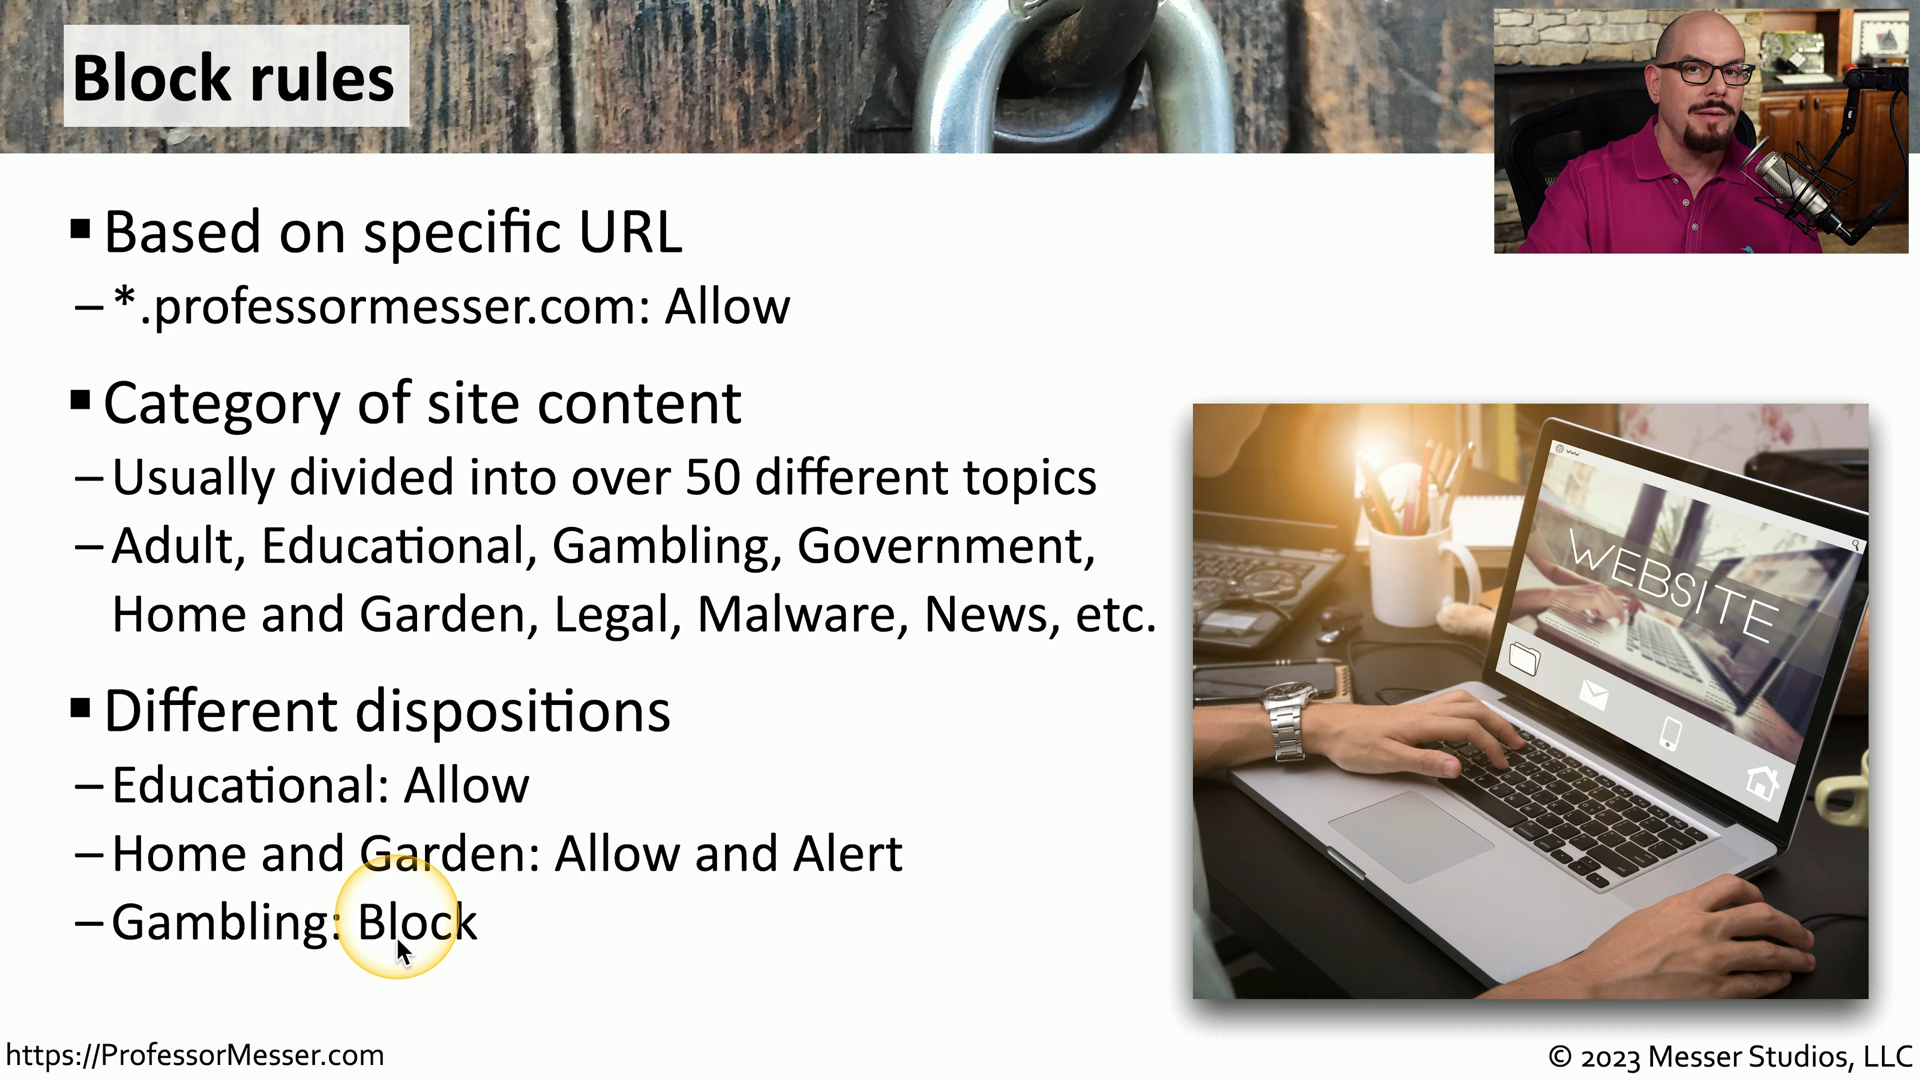 Block rules
▪ Based on specific URL
– *.professormesser.com: Allow
▪ Category of site content
– Usually divided into over 50 different topics
– Adult, Educational, Gambling, Government,
Home and Garden, Legal, Malware, News, etc.
WEBSITE
▪ Different dispositions
– Educational: Allow
– Home and Garden: Allow and Alert
– Gambling: Block
https://ProfessorMesser.com
© 2023 Messer Studios, LLC